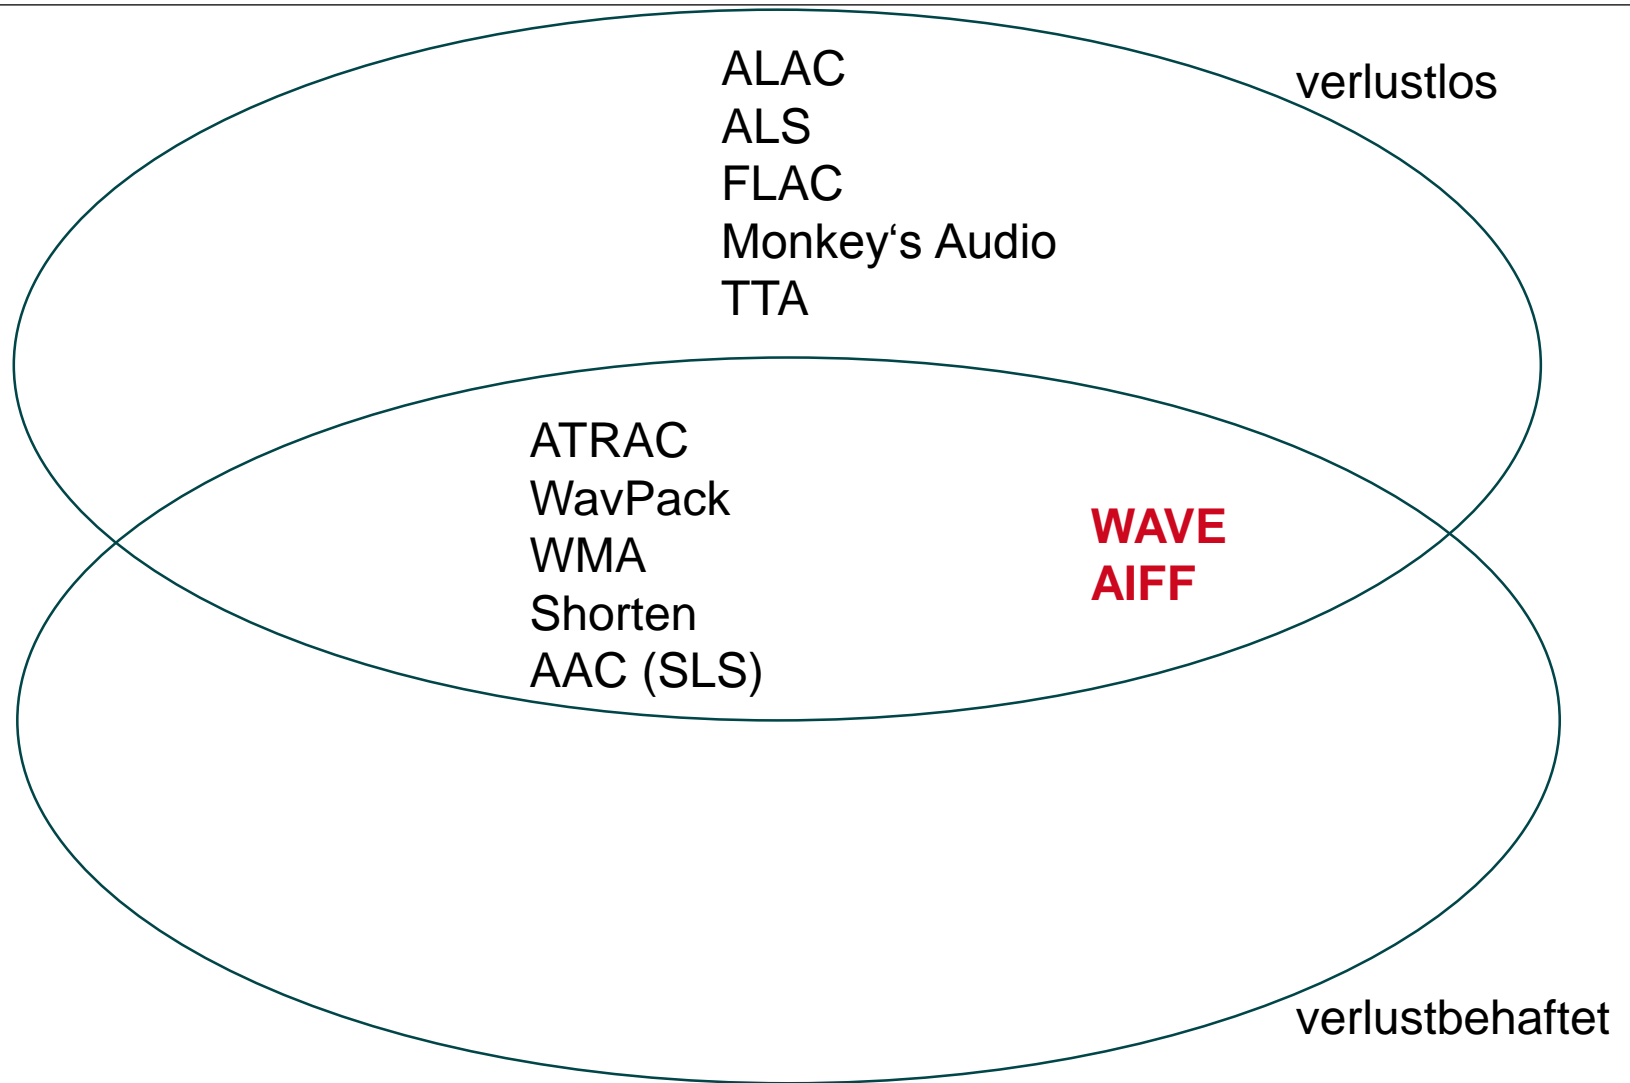 ALAC
verlustlos
ALS
FLAC
Monkey‘s Audio
TTA
ATRAC
WavPack
WMA
Shorten
AAC (SLS)
WAVE
AIFF
verlustbehaftet